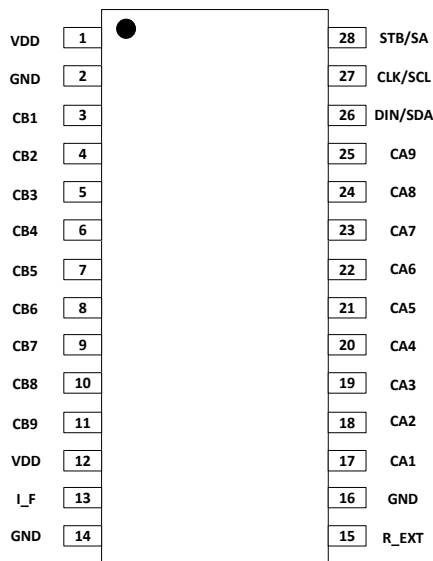 VDD 1 28 STB/SA
GND 2 27 CLK/SCL
CB1 3 26 DIN/SDA
CB2 4 25 CA9
CB3 5 24 CA8
CB4 6 23 CA7
CB5 7 22 CA6
CB6 8 21 CA5
CB7 9 20 CA4
CB8 10 19 CA3
CB9 11 18 CA2
VDD 12 17 CA1
I_F 13 16 GND
GND 14 15 R_EXT